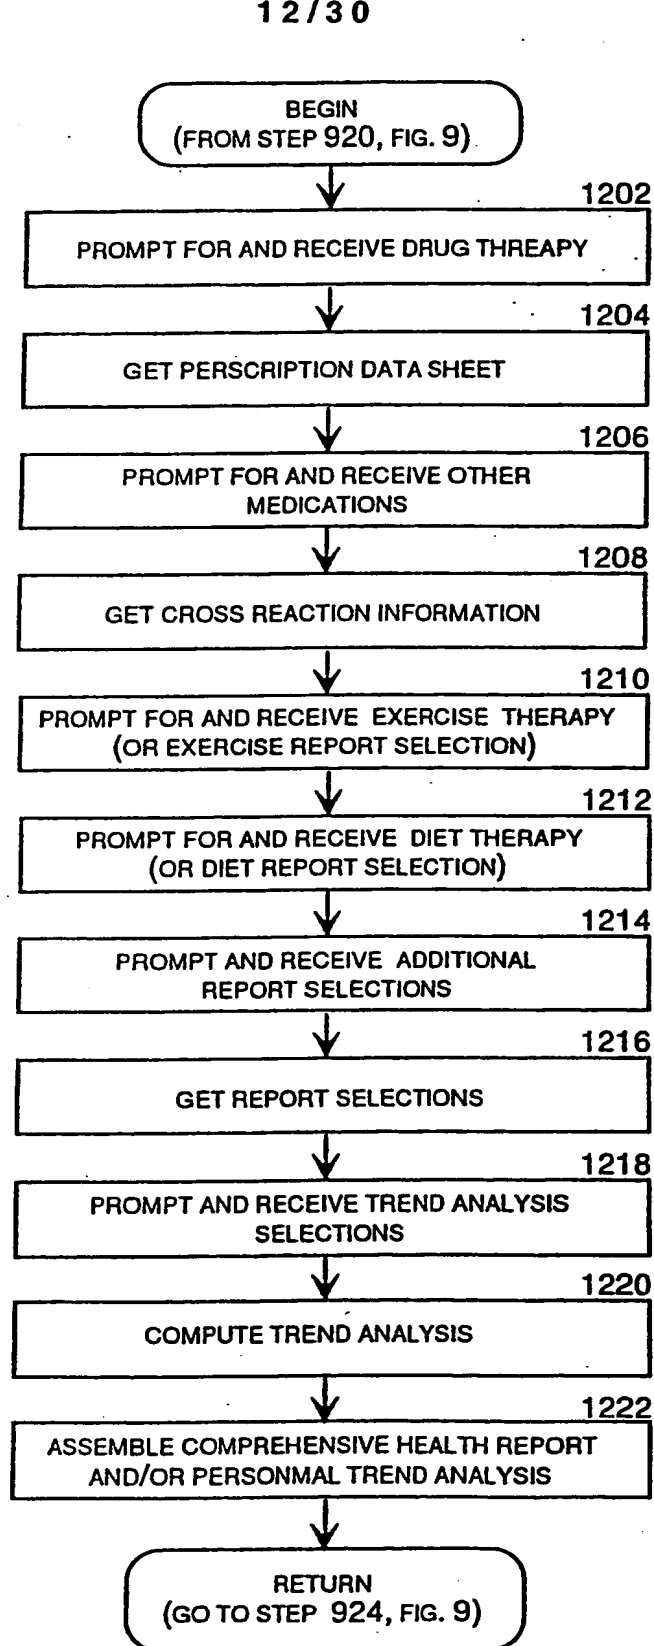 12/30
BEGIN
(FROM STEP 920, FIG. 9)
1202
PROMPT FOR AND RECEIVE DRUG THREAPY
1204
GET PERSCRIPTION DATA SHEET
1206
PROMPT FOR AND RECEIVE OTHER
MEDICATIONS
1208
GET CROSS REACTION INFORMATION
1210
PROMPT FOR AND RECEIVE EXERCISE THERAPY
(OR EXERCISE REPORT SELECTION)
1212
PROMPT FOR AND RECEIVE DIET THERAPY
(OR DIET REPORT SELECTION)
1214
PROMPT AND RECEIVE ADDITIONAL
REPORT SELECTIONS
1216
GET REPORT SELECTIONS
1218
PROMPT AND RECEIVE TREND ANALYSIS
SELECTIONS
1220
COMPUTE TREND ANALYSIS
1222
ASSEMBLE COMPREHENSIVE HEALTH REPORT
AND/OR PERSONMAL TREND ANALYSIS
RETURN
(GO TO STEP 924, FIG. 9)